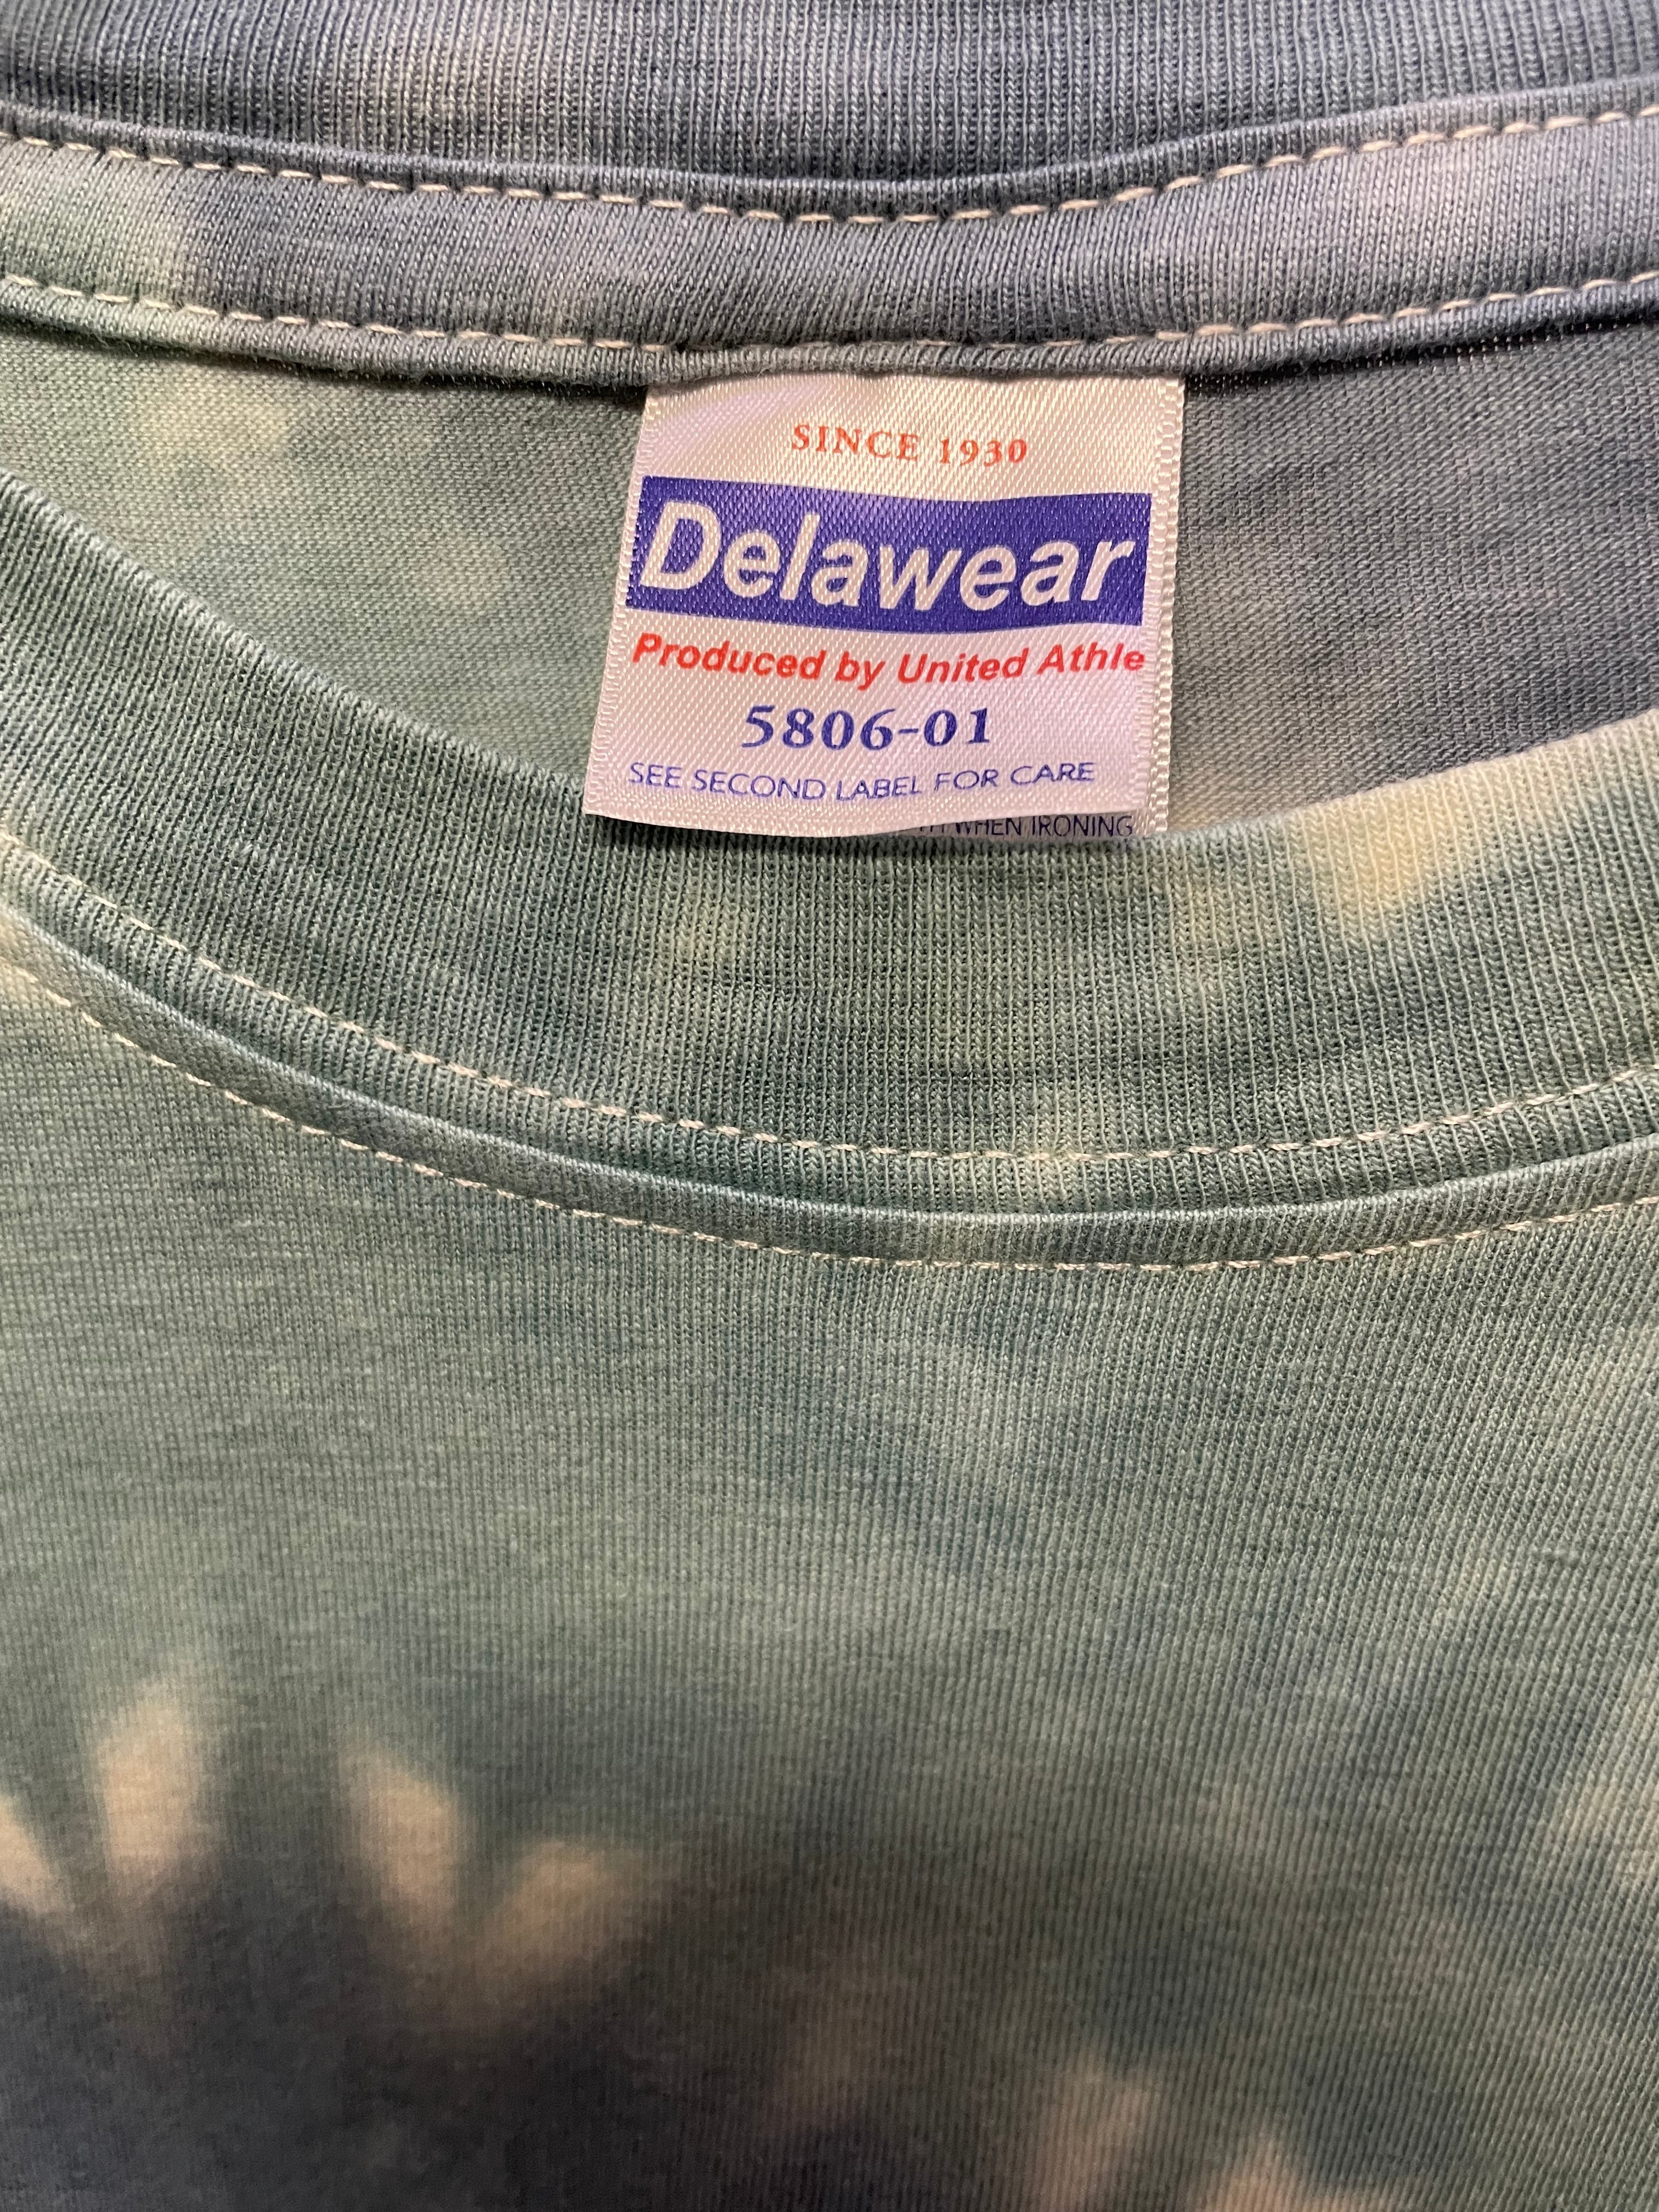 SINCE 1930
Delawear
Produced by United Athle
5806-01
SEE SECOND LABEL FOR CARE
WHEN IRONING